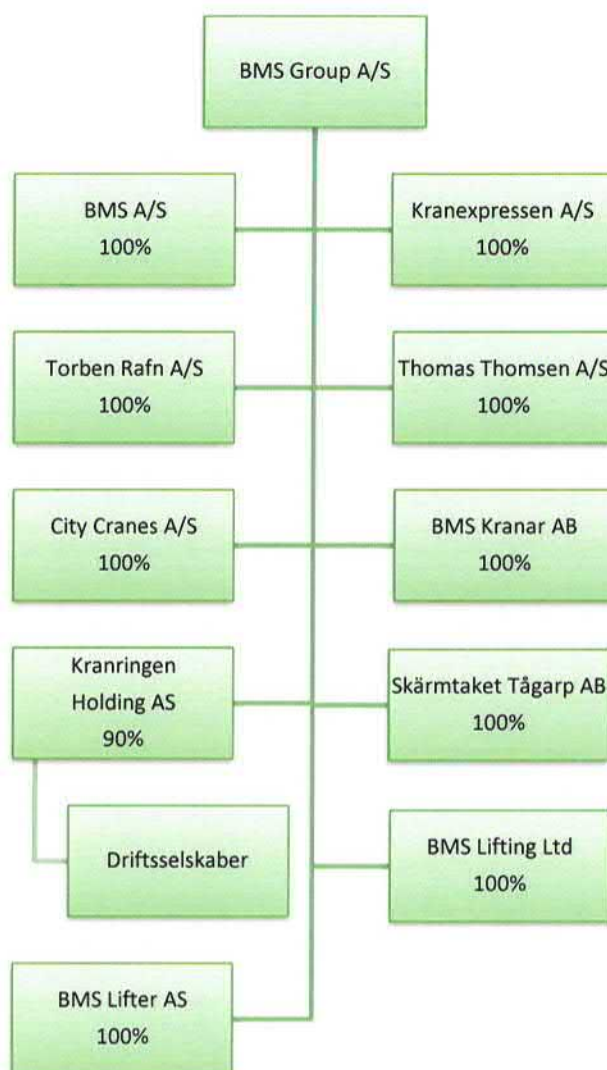 BMS Group A/S
BMS A/S
100%
Kranexpressen A/S
100%
Torben Rafn A/S
100%
Thomas Thomsen A/S
100%
City Cranes A/S
100%
BMS Kranar AB
100%
Kranringen
Holding AS
90%
Skärmtaket Tågarp AB
100%
Driftsselskaber
BMS Lifting Ltd
100%
BMS Lifter AS
100%